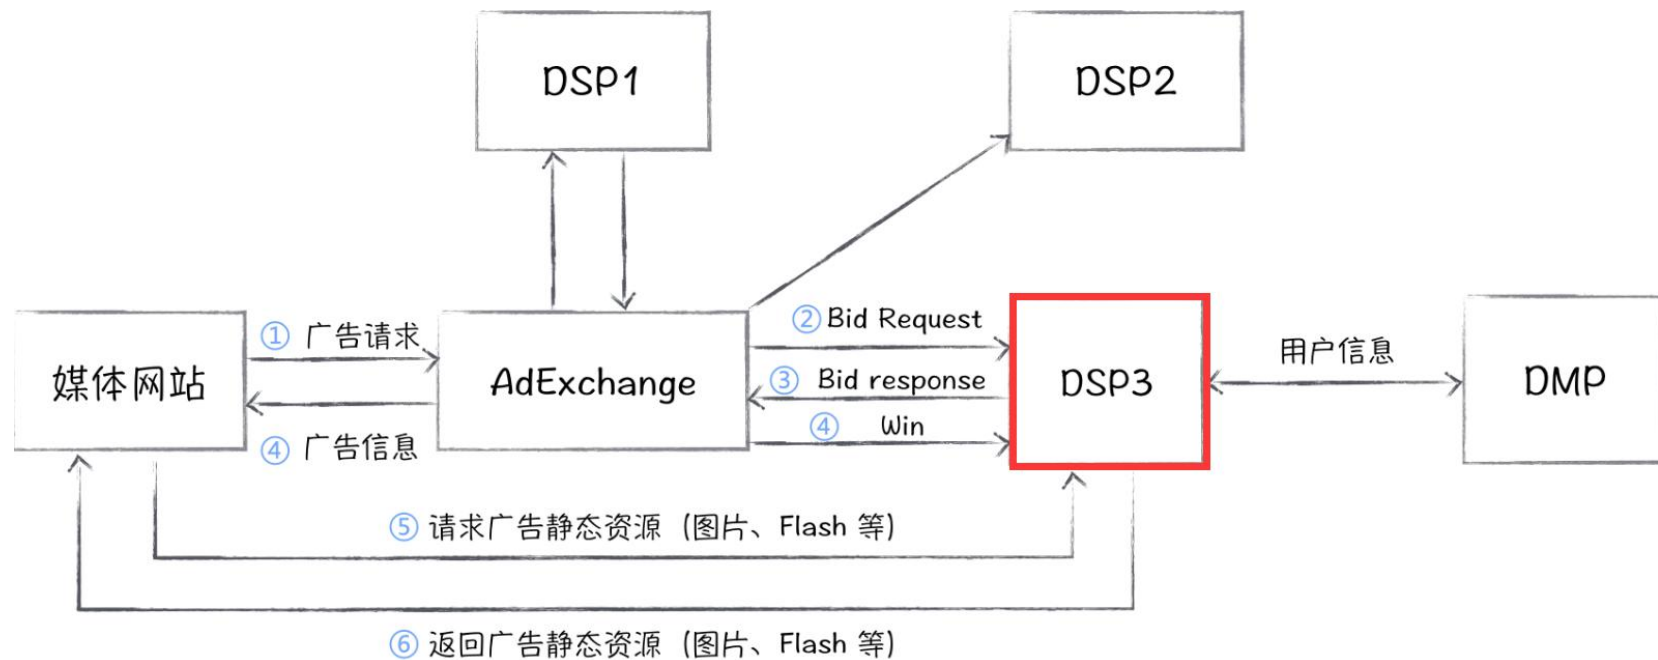 DSP1
DSP2
① 广告请求
② Bid Request
媒体网站
AdExchange
③ Bid response
DSP3
用户信息
DMP
④ 广告信息
④ Win
⑤ 请求广告静态资源（图片、Flash 等）
⑥ 返回广告静态资源（图片、Flash 等）